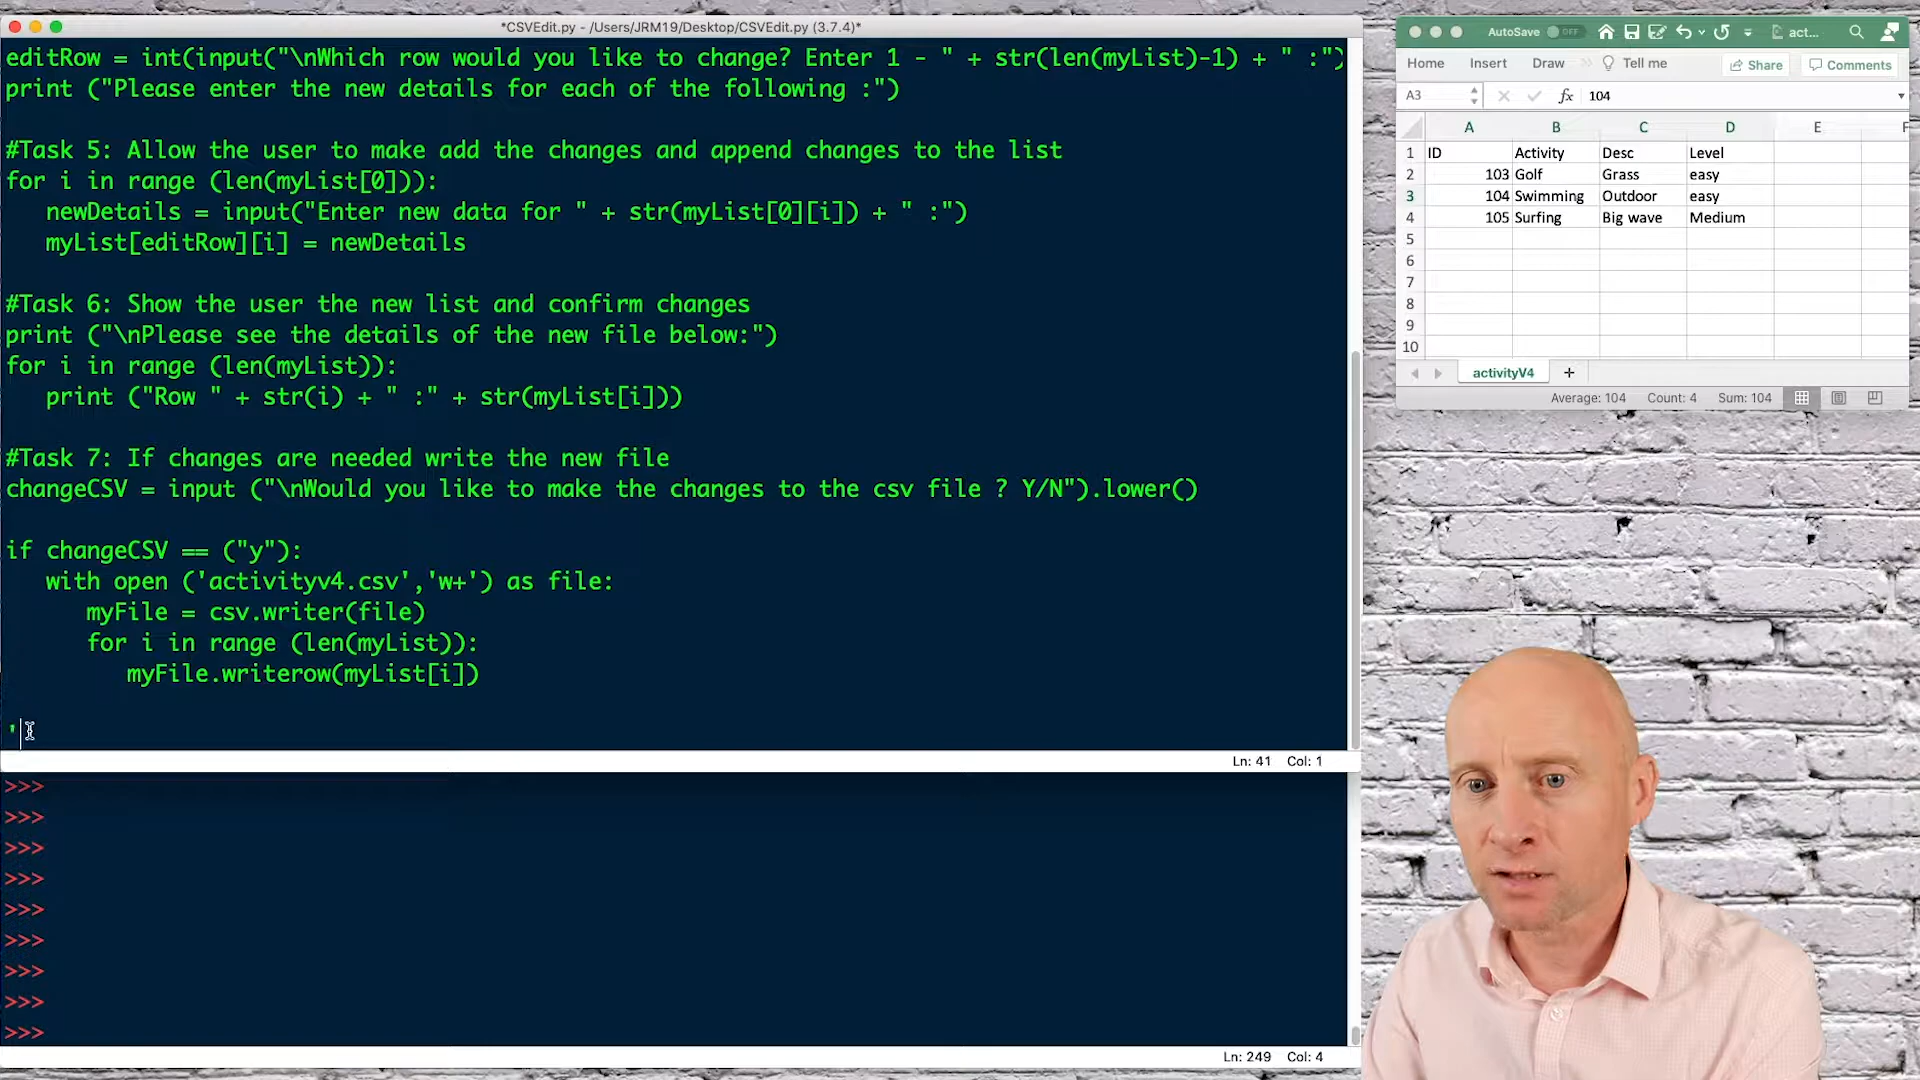 *CSVEdit.py - /Users/JRM19/Desktop/CSVEdit.py (3.7.4)*
editRow = int(input("\nWhich row would you like to change? Enter 1 - " + str(len(myList)-1) + " :")
print ("Please enter the new details for each of the following :")
#Task 5: Allow the user to make add the changes and append changes to the list
for i in range (len(myList[0])):
newDetails = input("Enter new data for " + str(myList[0][i]) + " :")
myList[editRow][i] = newDetails
#Task 6: Show the user the new list and confirm changes
print ("\nPlease see the details of the new file below:")
for i in range (len(myList)):
print ("Row " + str(i) + " :" + str(myList[i]))
#Task 7: If changes are needed write the new file
changeCSV = input ("\nWould you like to make the changes to the csv file ? Y/N").lower()
if changeCSV == ("y"):
with open ('activityv4.csv','w+') as file:
myFile = csv.writer(file)
for i in range (len(myList)):
myFile.writerow(myList[i])
'
Ln: 41 Col: 1
>>>
>>>
>>>
>>>
>>>
>>>
>>>
>>>
>>>
Ln: 249 Col: 4
AutoSave OFF act...
Home Insert Draw Tell me Share Comments
A3 fx 104
A B C D E F
1 ID Activity Desc Level
2 103 Golf Grass easy
3 104 Swimming Outdoor easy
4 105 Surfing Big wave Medium
5
6
7
8
9
10
activityV4 +
Average: 104 Count: 4 Sum: 104